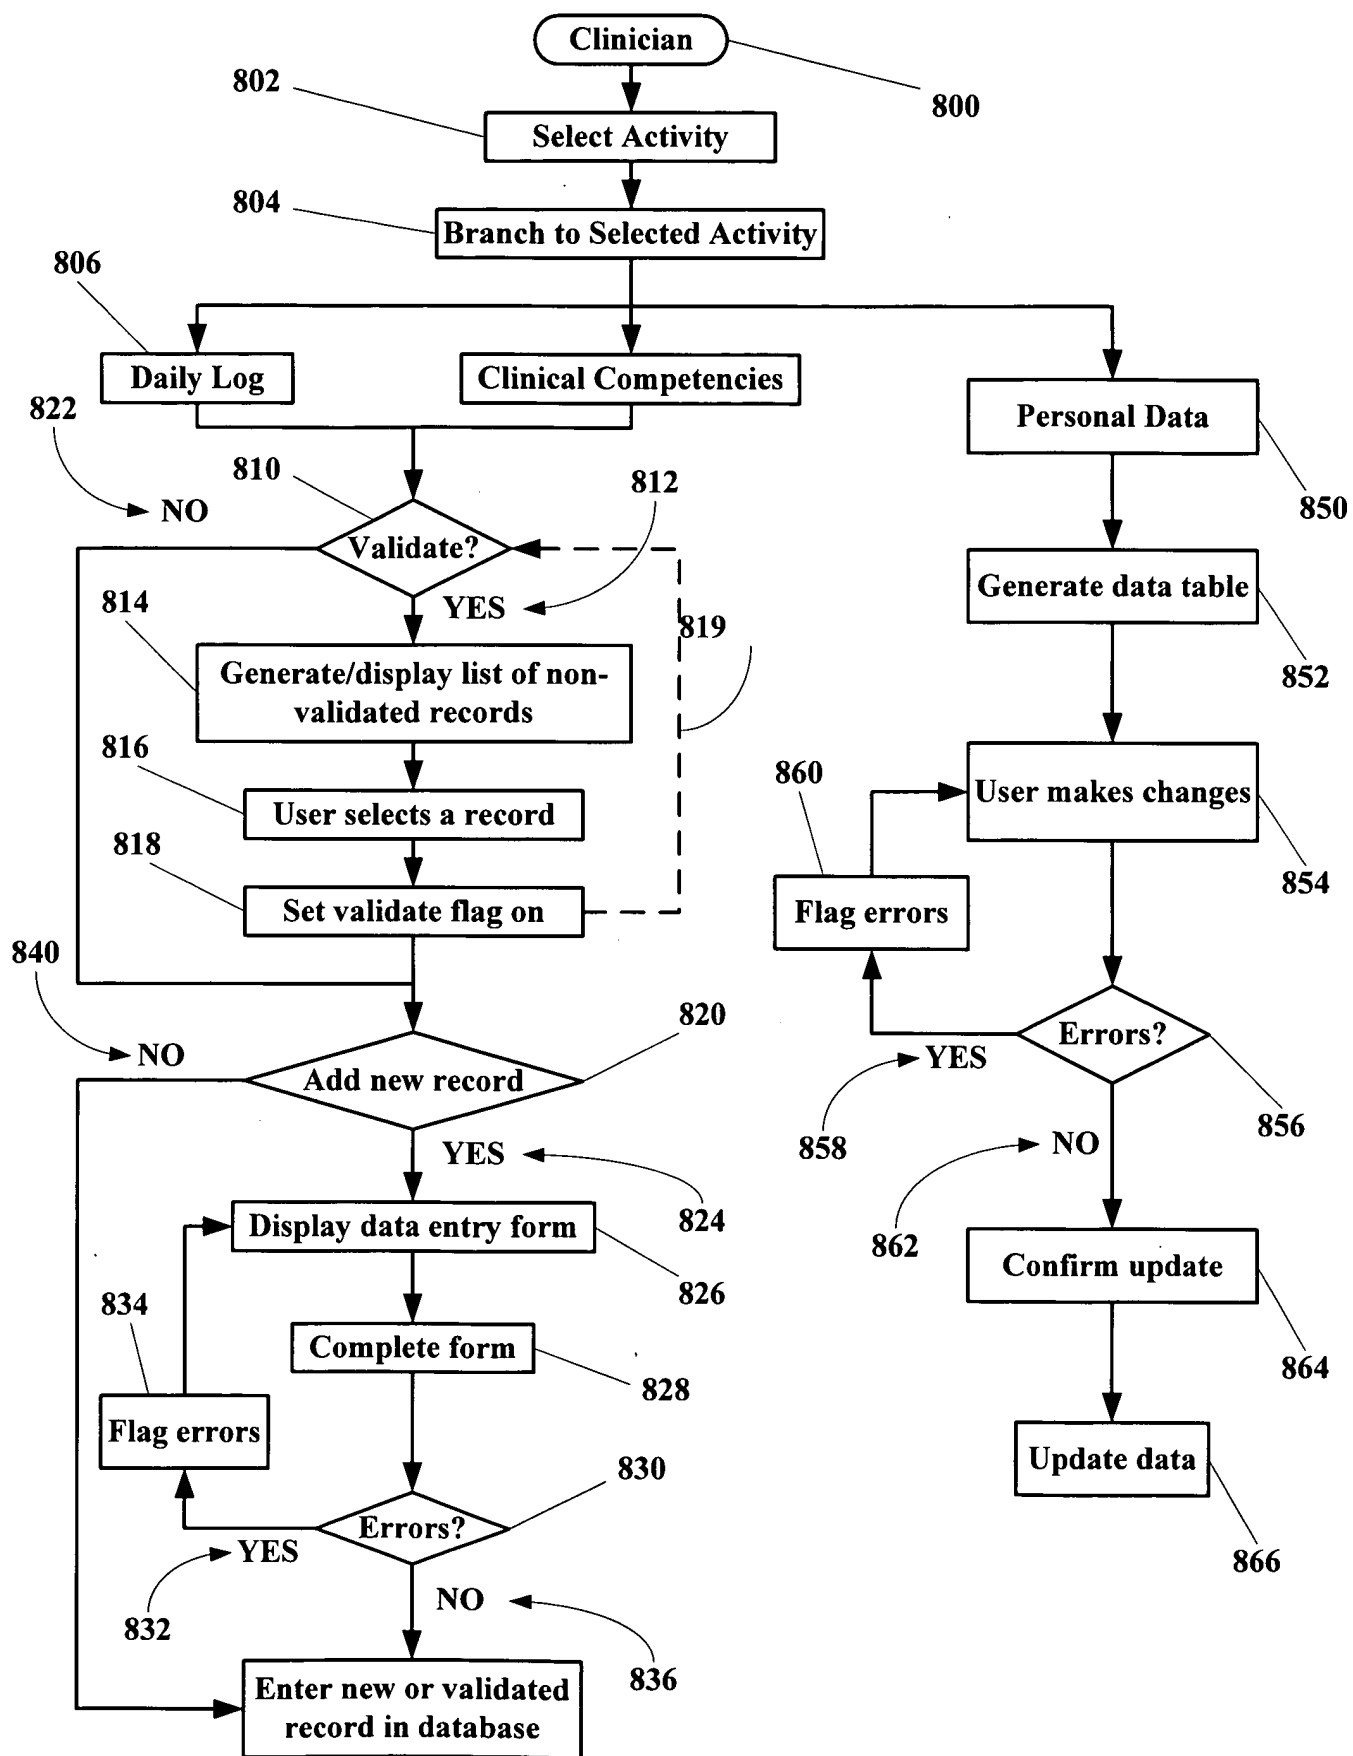 Clinician
800
802
Select Activity
804
Branch to Selected Activity
806
Daily Log
Clinical Competencies
Personal Data
850
822
NO
810
812
Validate?
YES
814
Generate/display list of non-
validated records
819
816
User selects a record
818
Set validate flag on
Generate data table
852
User makes changes
854
860
Flag errors
Errors?
856
YES
858
NO
862
Confirm update
864
Update data
866
840
NO
820
Add new record
YES
824
Display data entry form
826
834
Complete form
828
Flag errors
830
Errors?
YES
832
NO
836
Enter new or validated
record in database